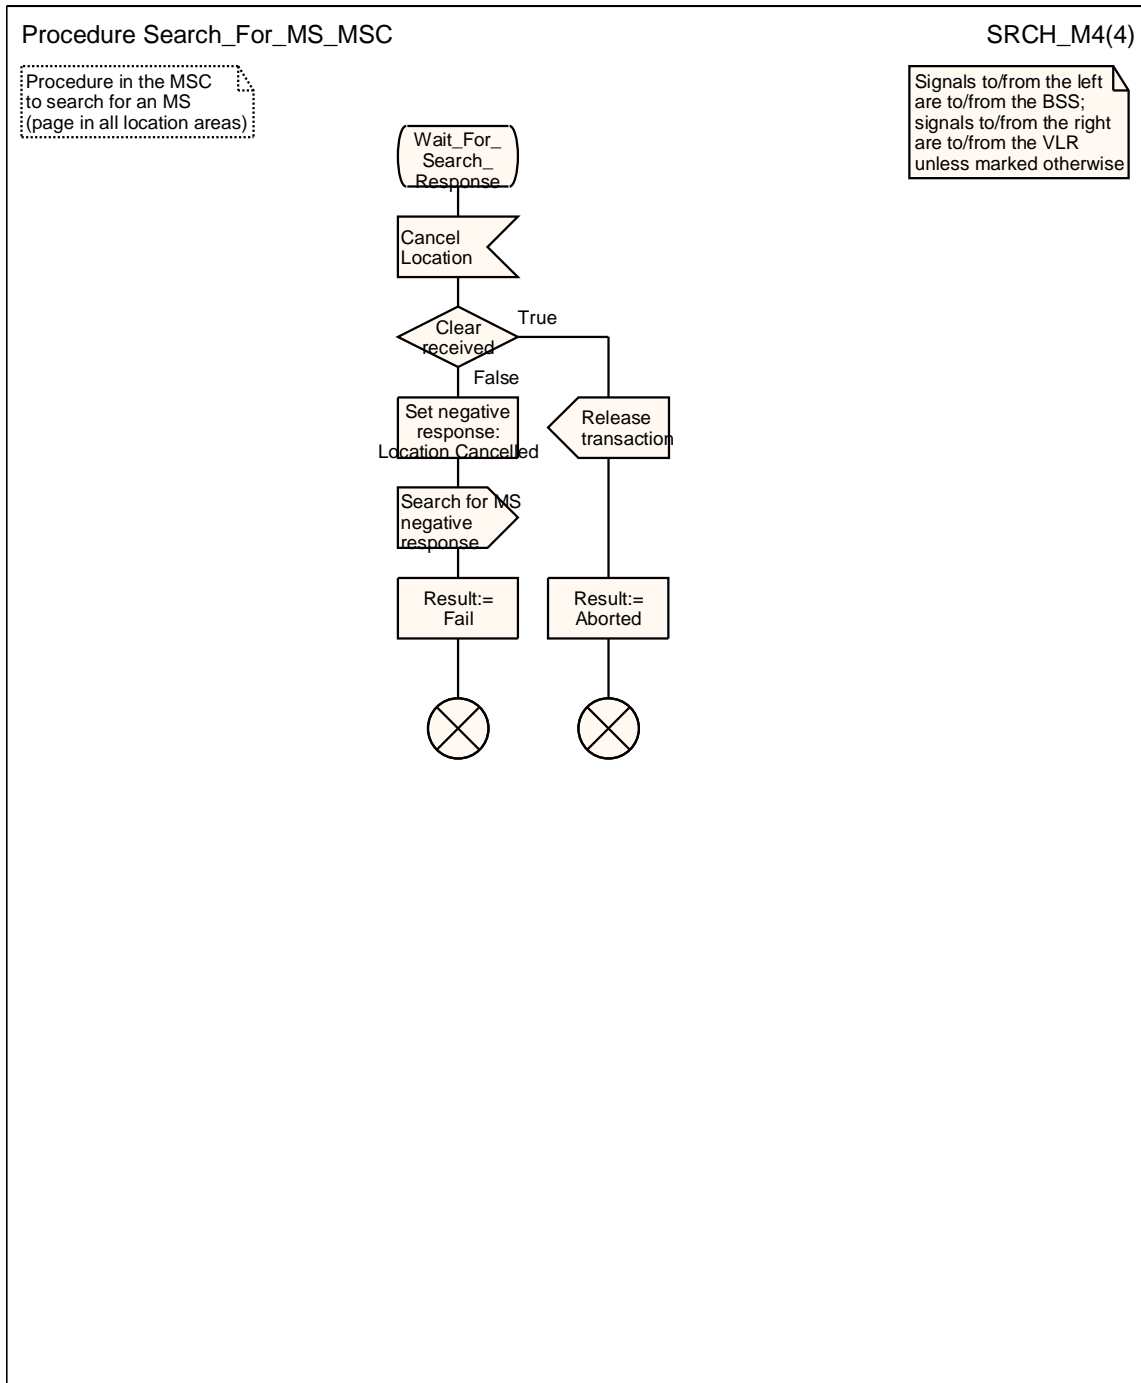 Procedure Search_For_MS_MSC
SRCH_M4(4)
Procedure in the MSC
to search for an MS
(page in all location areas)
Signals to/from the left
are to/from the BSS;
signals to/from the right
are to/from the VLR
unless marked otherwise
Wait_For_
Search_
Response
Cancel
Location
Clear
received
True
False
Set negative
response:
Location Cancelled
Release
transaction
Search for MS
negative
response
Result:=
Fail
Result:=
Aborted